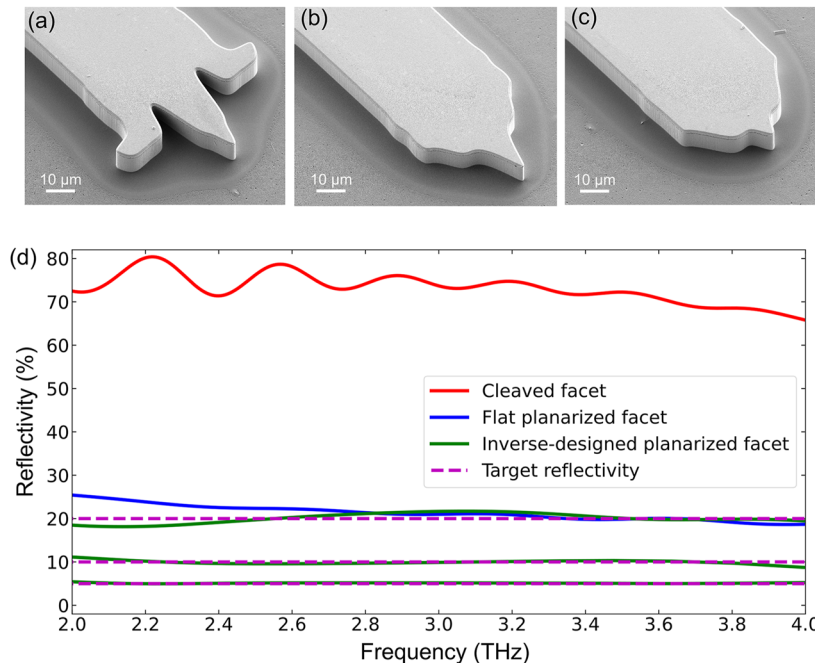 (a)
(b)
(c)
10 µm
10 µm
10 µm
(d)
Reflectivity (%)
80
70
60
50
40
30
20
10
0
Cleaved facet
Flat planarized facet
Inverse-designed planarized facet
Target reflectivity
2.0 2.2 2.4 2.6 2.8 3.0 3.2 3.4 3.6 3.8 4.0
Frequency (THz)